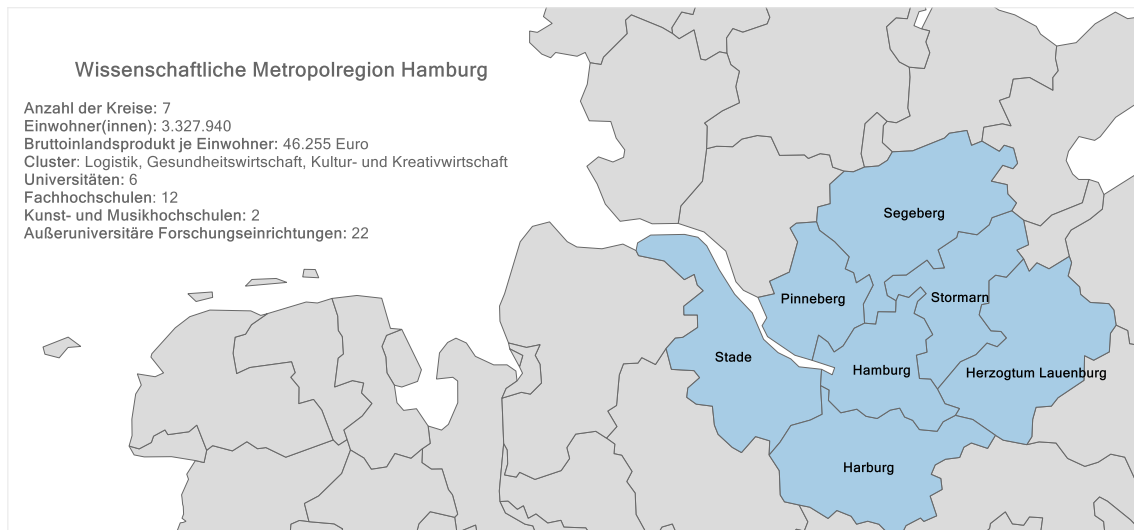 Wissenschaftliche Metropolregion Hamburg
Anzahl der Kreise: 7
Einwohner(innen): 3.327.940
Bruttoinlandsprodukt je Einwohner: 46.255 Euro
Cluster: Logistik, Gesundheitswirtschaft, Kultur- und Kreativwirtschaft
Universitäten: 6
Fachhochschulen: 12
Kunst- und Musikhochschulen: 2
Außeruniversitäre Forschungseinrichtungen: 22
Segeberg
Pinneberg
Stormarn
Stade
Hamburg
Herzogtum Lauenburg
Harburg